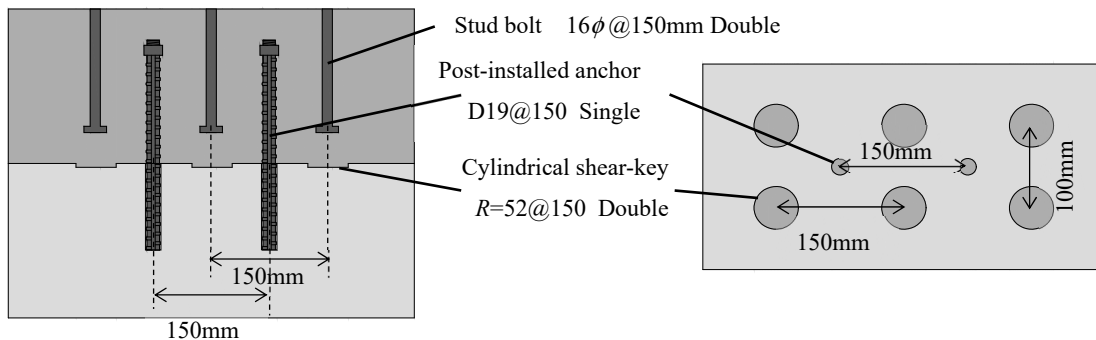 Stud bolt 16ϕ@150mm Double
Post-installed anchor
D19@150 Single
Cylindrical shear-key
R=52@150 Double
150mm
150mm
150mm
100mm
150mm